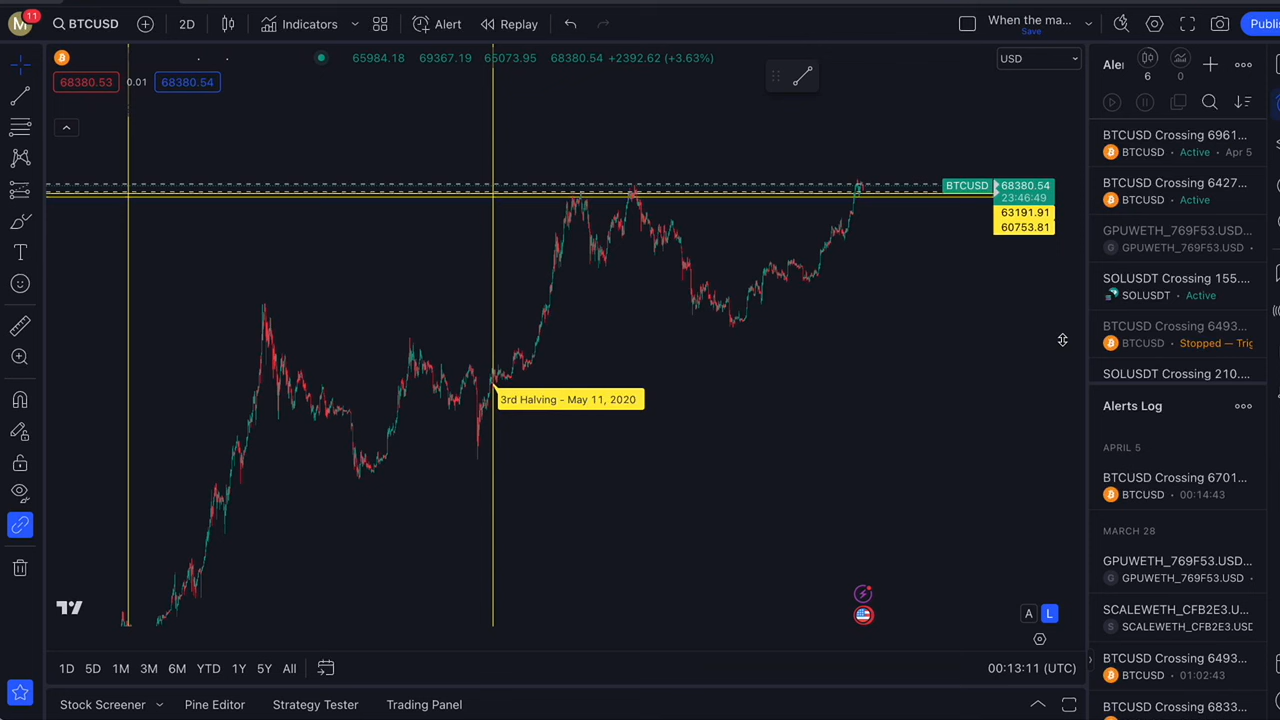 M
11
BTCUSD
2D
Indicators
Alert
Replay
When the ma...
Save
Publi
65984.18 69367.19 65073.95 68380.54 +2392.62 (+3.63%)
68380.53 0.01 68380.54
USD
BTCUSD 68380.54
23:46:49
63191.91
60753.81
3rd Halving - May 11, 2020
A L
1D 5D 1M 3M 6M YTD 1Y 5Y All
00:13:11 (UTC)
Stock Screener
Pine Editor
Strategy Tester
Trading Panel
Aler
6
0
BTCUSD Crossing 6961...
BTCUSD • Active • Apr 5
BTCUSD Crossing 6427...
BTCUSD • Active
GPUWETH_769F53.USD...
GPUWETH_769F53.USD •
SOLUSDT Crossing 155...
SOLUSDT • Active
BTCUSD Crossing 6493...
BTCUSD • Stopped — Trig
SOLUSDT Crossing 210....
Alerts Log
APRIL 5
BTCUSD Crossing 6701...
BTCUSD • 00:14:43
MARCH 28
GPUWETH_769F53.USD...
GPUWETH_769F53.USD •
SCALEWETH_CFB2E3.U...
SCALEWETH_CFB2E3.USD
BTCUSD Crossing 6493...
BTCUSD • 01:02:43
BTCUSD Crossing 6833...